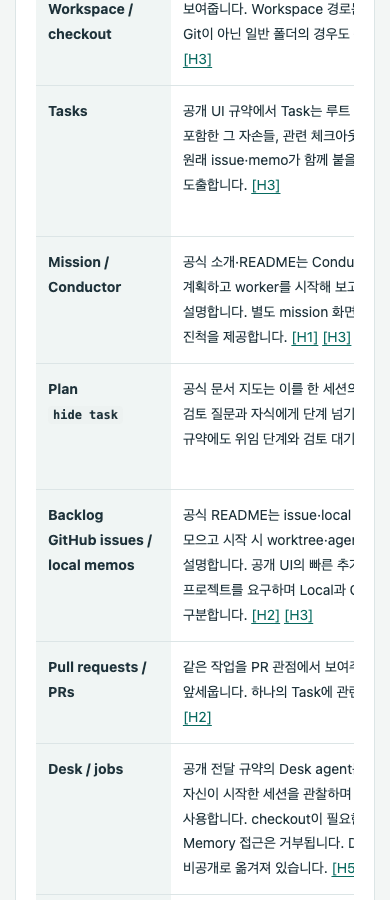 Workspace /
checkout
보여줍니다. Workspace 경로
Git이 아닌 일반 폴더의 경우도
[H3]
Tasks
공개 UI 규약에서 Task는 루트
포함한 그 자손들, 관련 체크아
원래 issue·memo가 함께 붙을
도출합니다. [H3]
Mission /
Conductor
공식 소개·README는 Condu
계획하고 worker를 시작해 보고
설명합니다. 별도 mission 화면
진척을 제공합니다. [H1] [H3]
Plan
hide task
공식 문서 지도는 이를 한 세션의
검토 질문과 자식에게 단계 넘기
규약에도 위임 단계와 검토 대기
Backlog
GitHub issues /
local memos
공식 README는 issue·local
모으고 시작 시 worktree·agen
설명합니다. 공개 UI의 빠른 추
프로젝트를 요구하며 Local과
구분합니다. [H2] [H3]
Pull requests /
PRs
같은 작업을 PR 관점에서 보여
앞세웁니다. 하나의 Task에 관
[H2]
Desk / jobs
공개 전달 규약의 Desk agent
자신이 시작한 세션을 관찰하며
사용합니다. checkout이 필요
Memory 접근은 거부됩니다.
비공개로 옮겨져 있습니다. [H5